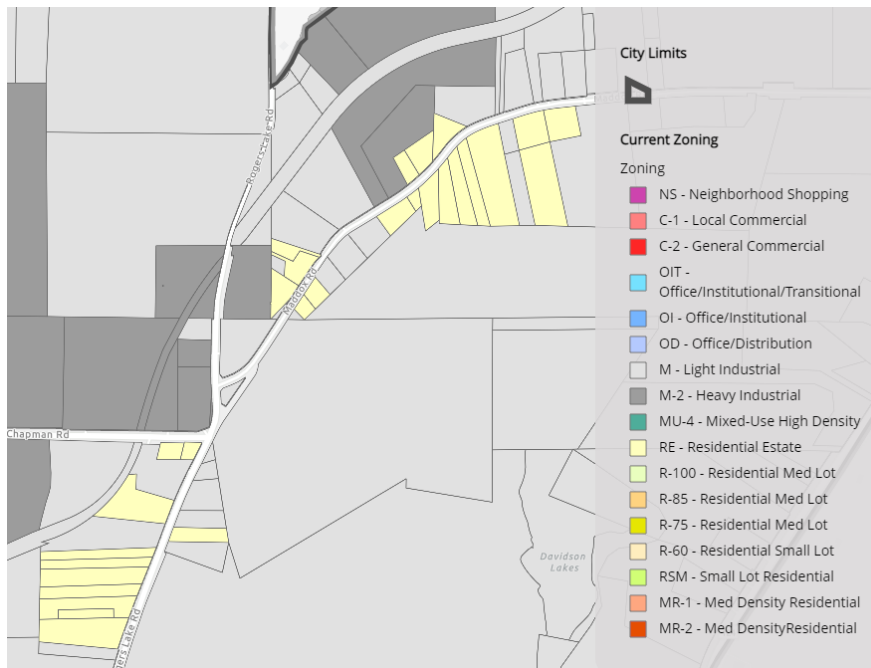 City Limits
Current Zoning
Zoning
NS - Neighborhood Shopping
C-1 - Local Commercial
C-2 - General Commercial
OIT -
Office/Institutional/Transitional
OI - Office/Institutional
OD - Office/Distribution
M - Light Industrial
M-2 - Heavy Industrial
MU-4 - Mixed-Use High Density
RE - Residential Estate
R-100 - Residential Med Lot
R-85 - Residential Med Lot
R-75 - Residential Med Lot
R-60 - Residential Small Lot
RSM - Small Lot Residential
MR-1 - Med Density Residential
MR-2 - Med DensityResidential
Rogers Lake Rd
Maddox Rd
Chapman Rd
Davidson
Lakes
gers Lake Rd